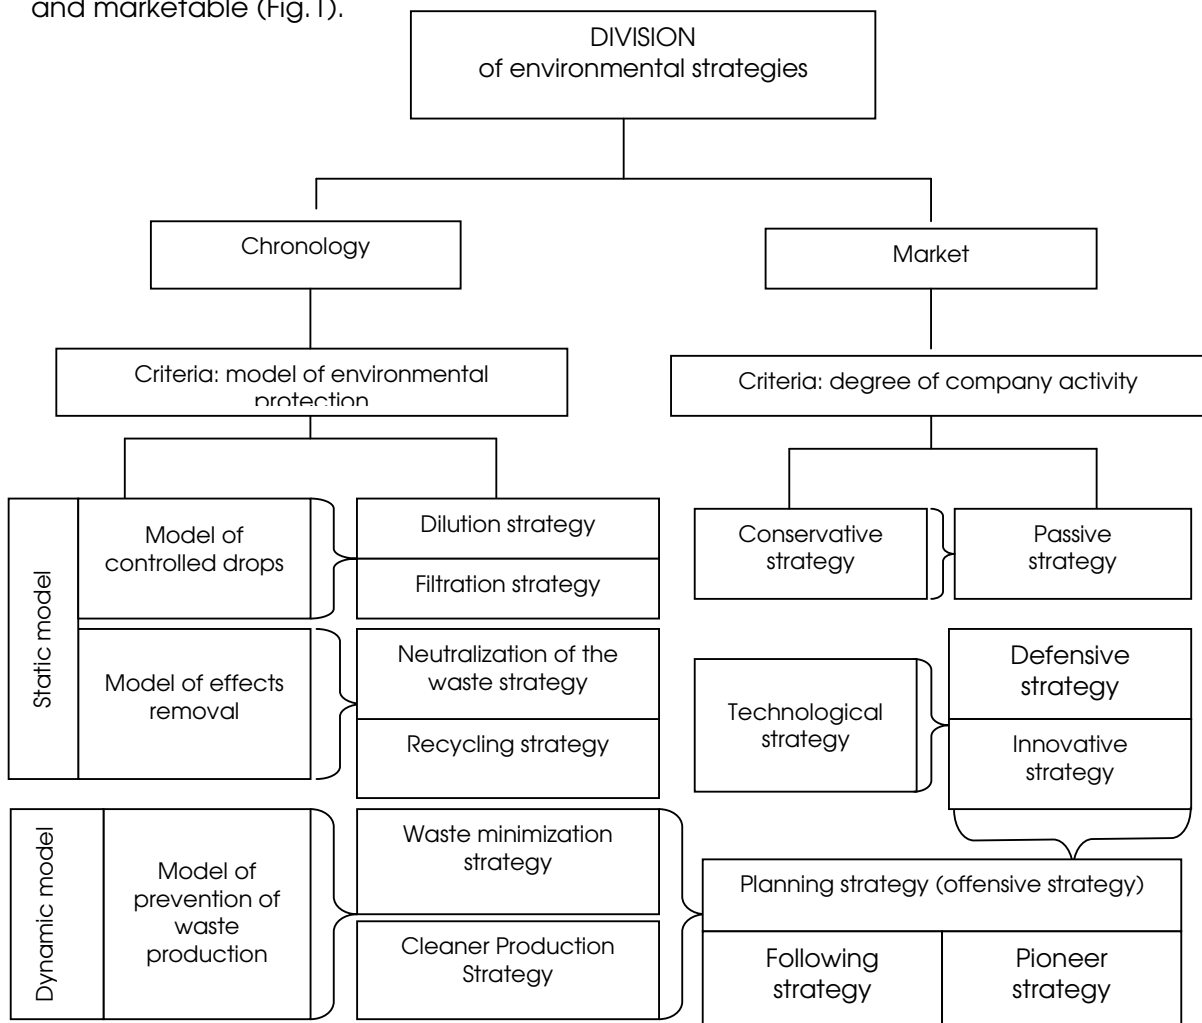 and marketable (Fig.1).
DIVISION
of environmental strategies
Chronology
Market
Criteria: model of environmental
protection
Criteria: degree of company activity
Static model
Model of
controlled drops
Dilution strategy
Filtration strategy
Conservative
strategy
Passive
strategy
Model of effects
removal
Neutralization of the
waste strategy
Recycling strategy
Technological
strategy
Defensive
strategy
Innovative
strategy
Dynamic model
Model of
prevention of
waste
production
Waste minimization
strategy
Cleaner Production
Strategy
Planning strategy (offensive strategy)
Following
strategy
Pioneer
strategy